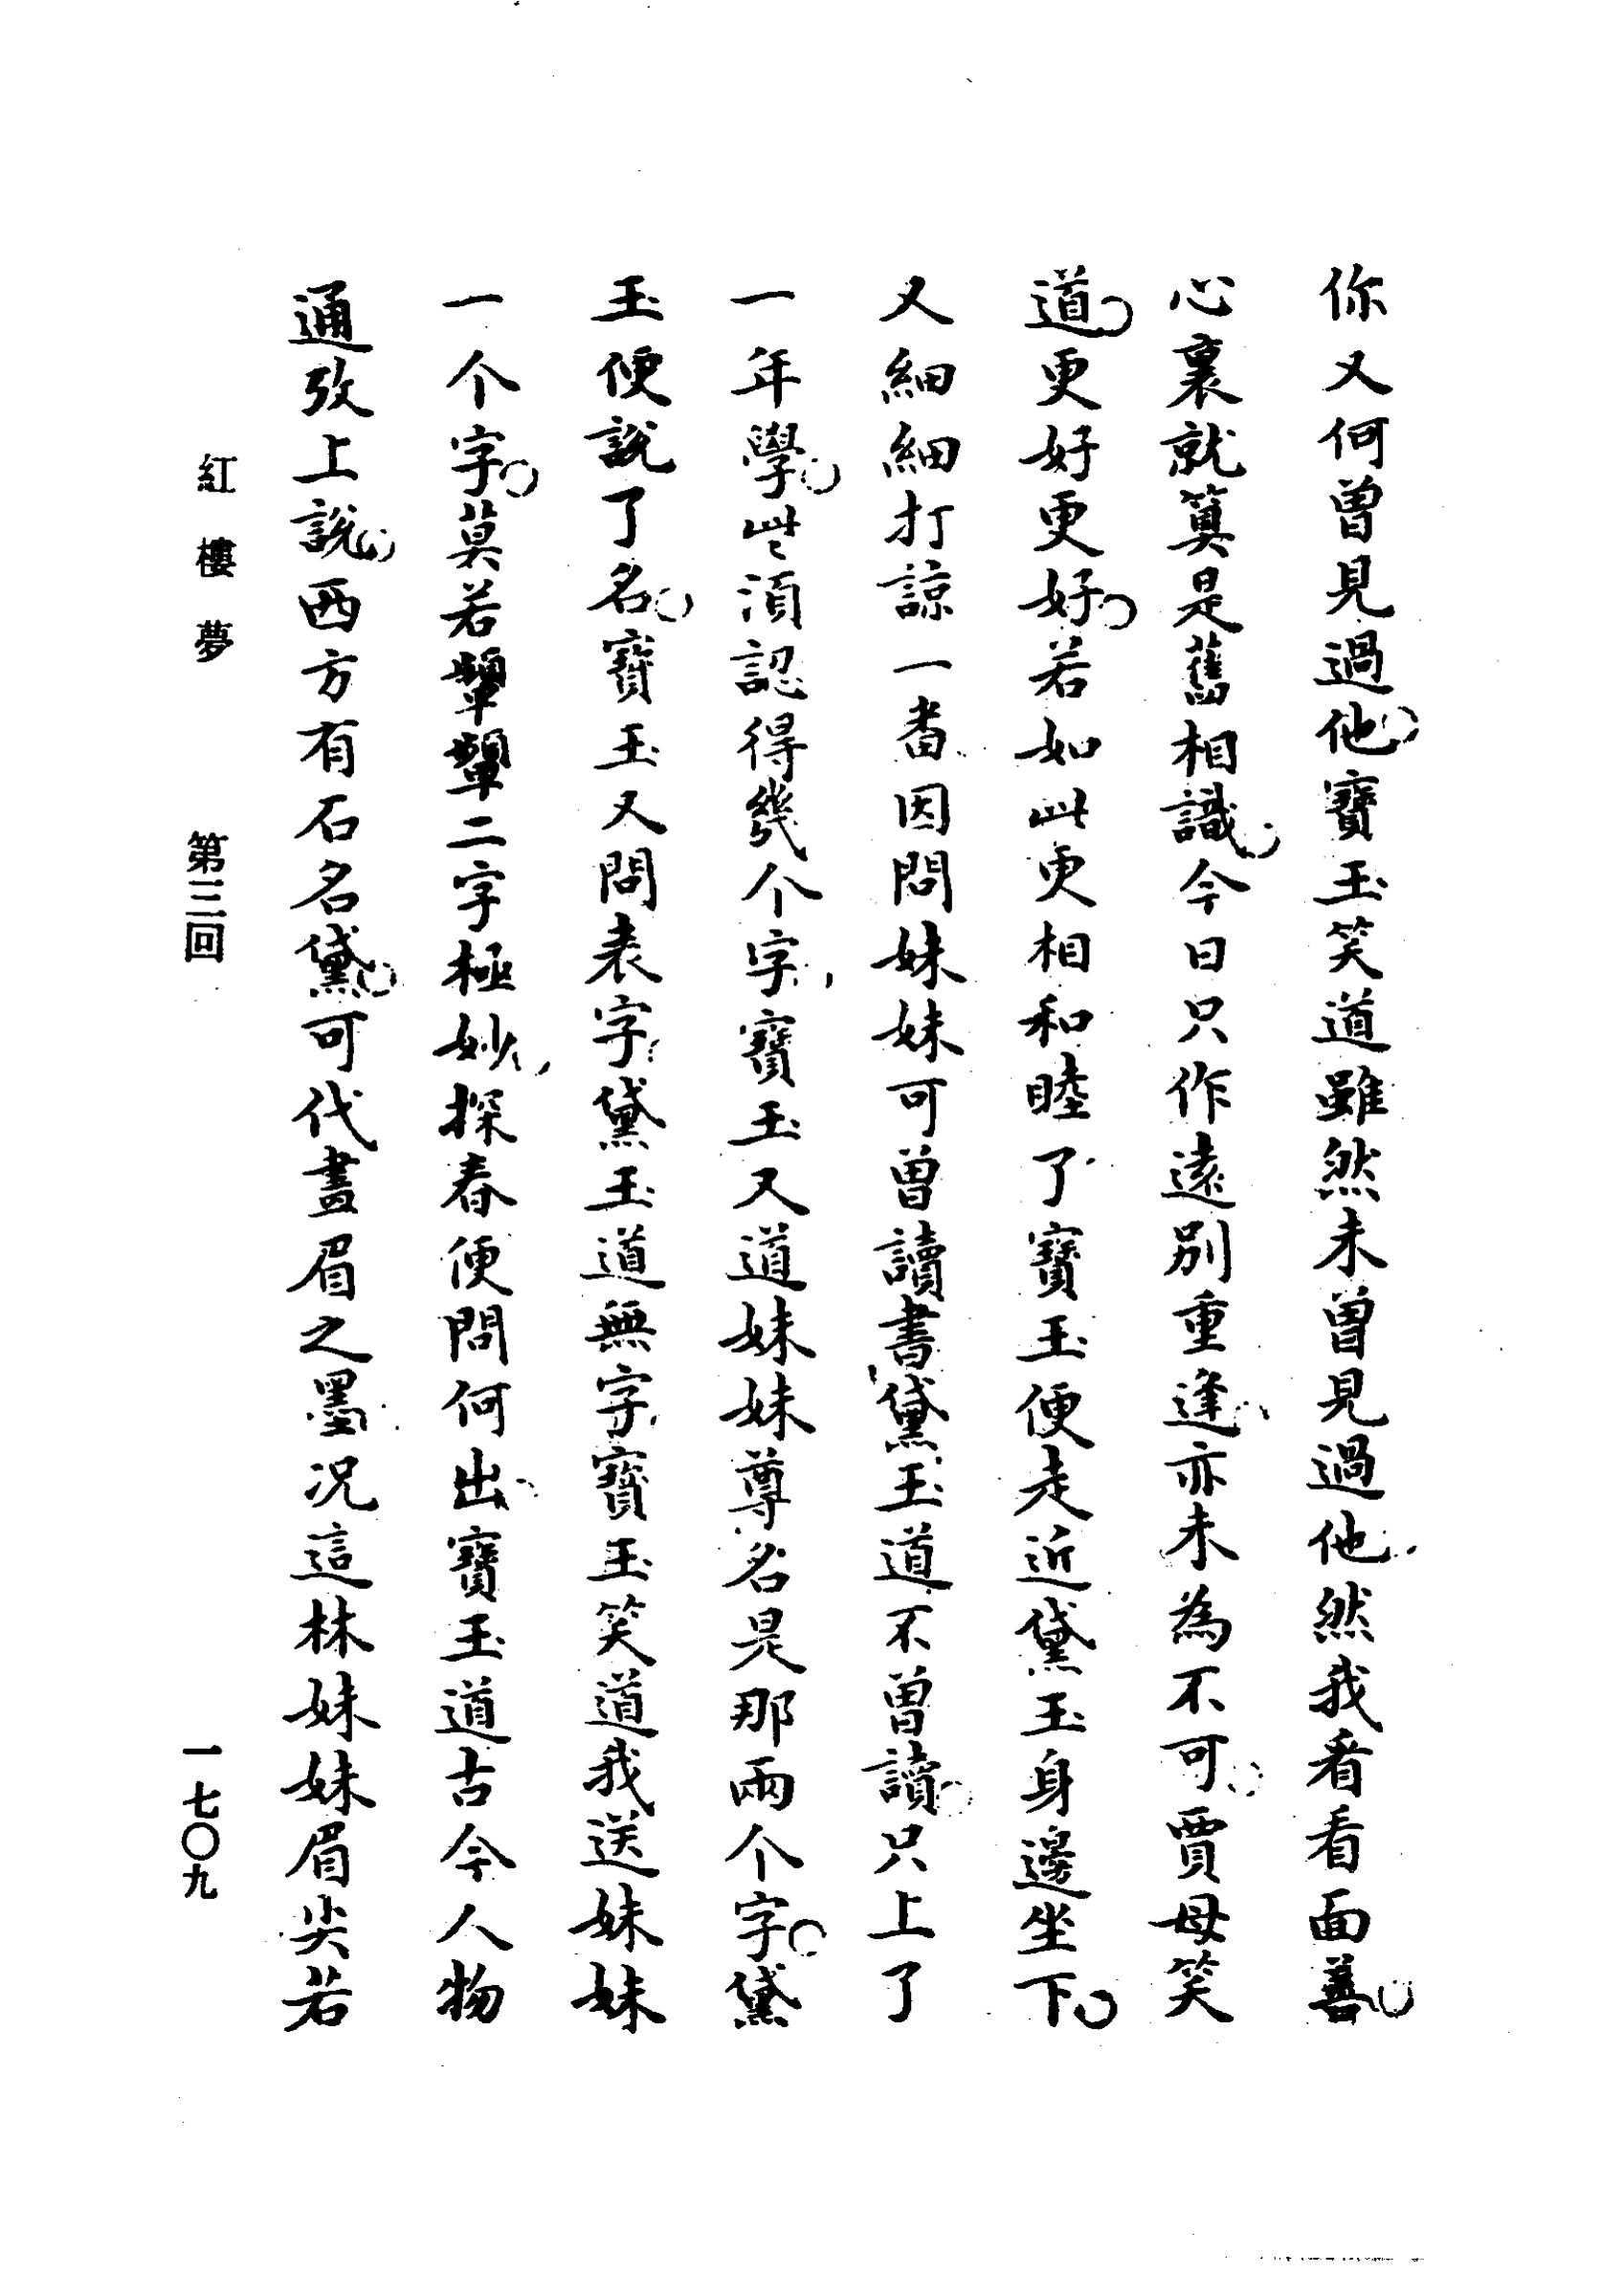 你又何曾見過他寶玉笑道雖然未曾見過他然我看看面善
心裏就算是舊相識今日只作遠別重逢亦未為不可賈母笑
道更好更好若如此更相和睦了寶玉便走近黛玉身邊坐下
又細細打諒一畨因問妹妹可曾讀書黛玉道不曾讀只上了
一年學些湏認得幾个字寶玉又道妹妹尊名是那兩个字黛
玉便說了名寶玉又問表字黛玉道無字寶玉笑道我送妹妹
一个字莫若顰顰二字極妙探春便問何出寶玉道古今人物
通攷上說西方有石名黛可代畫眉之墨况這林妹妹眉尖若
紅樓夢 第三回 一七〇九